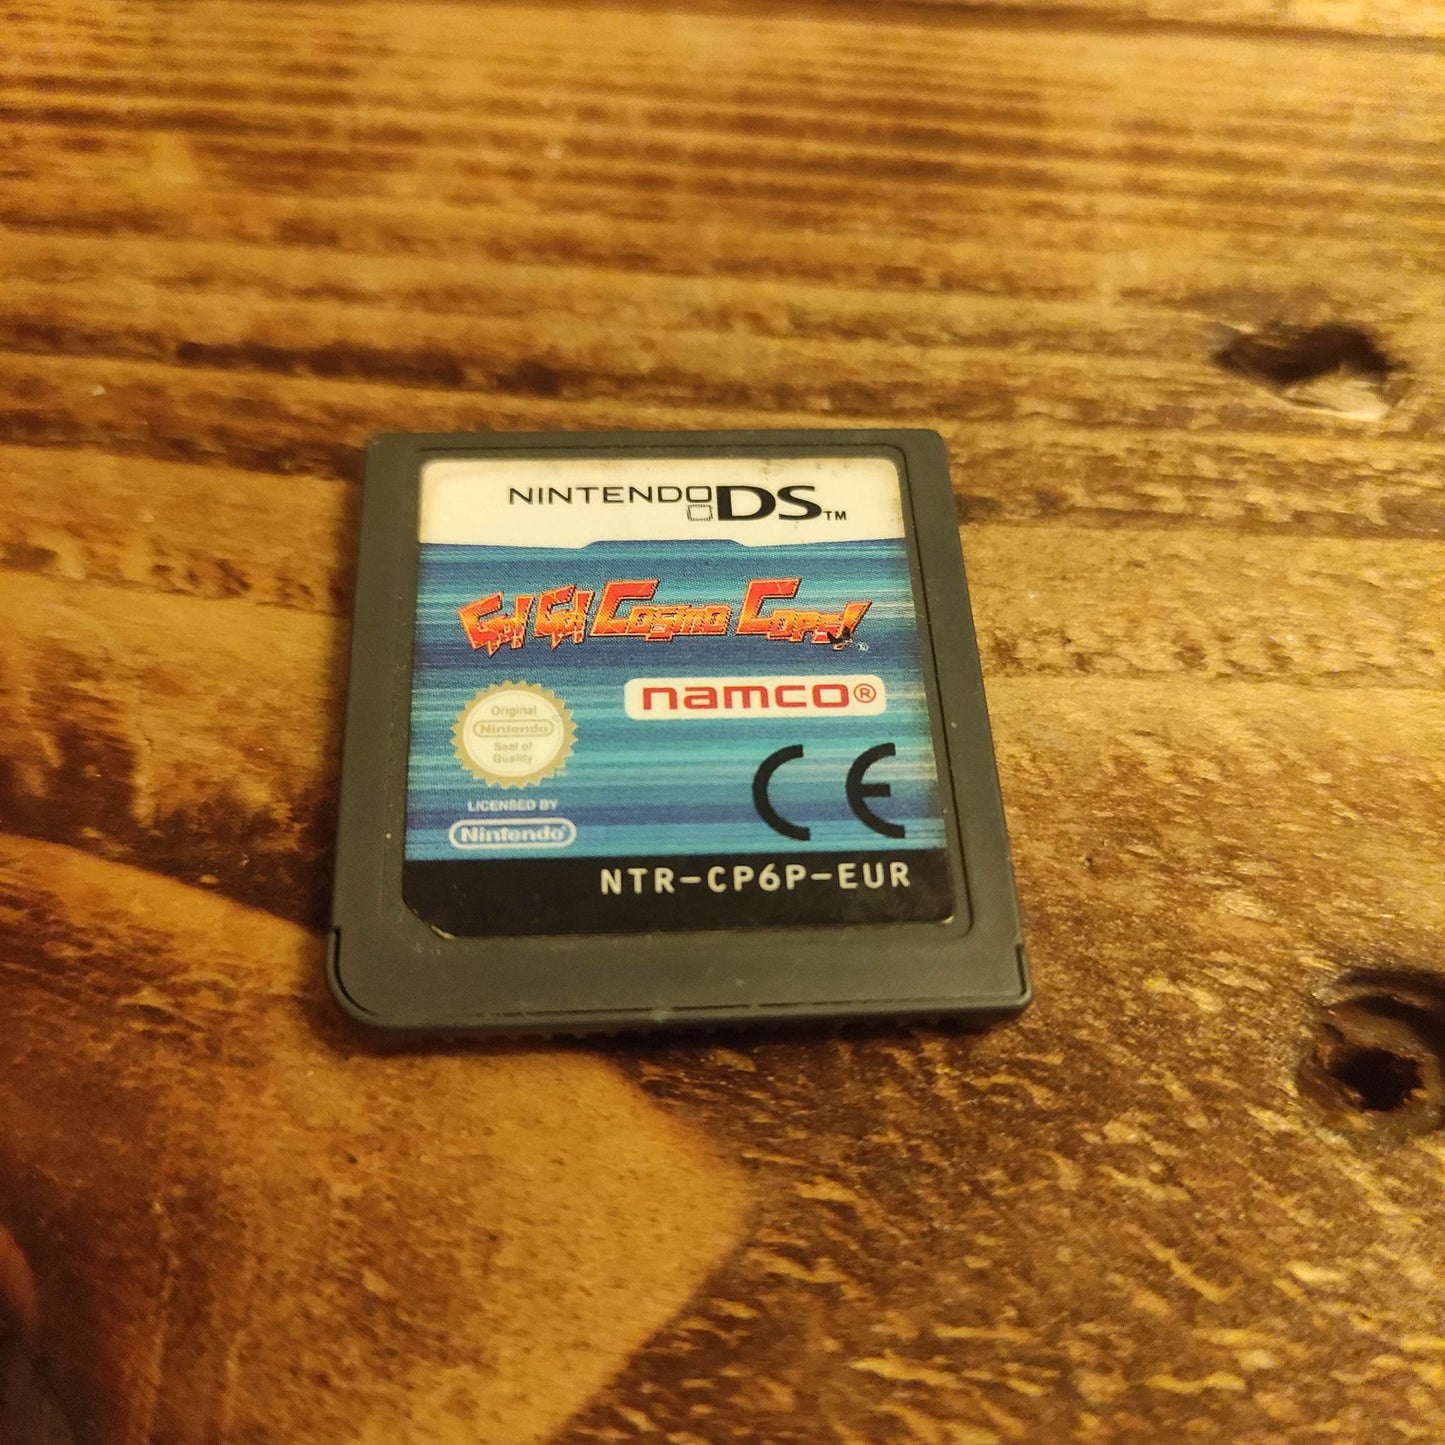 NINTENDO DS™
Go! Go! Cosmo Cops!
namco®
Original
Nintendo
Seal of
Quality
LICENSED BY
Nintendo®
CE
NTR-CP6P-EUR